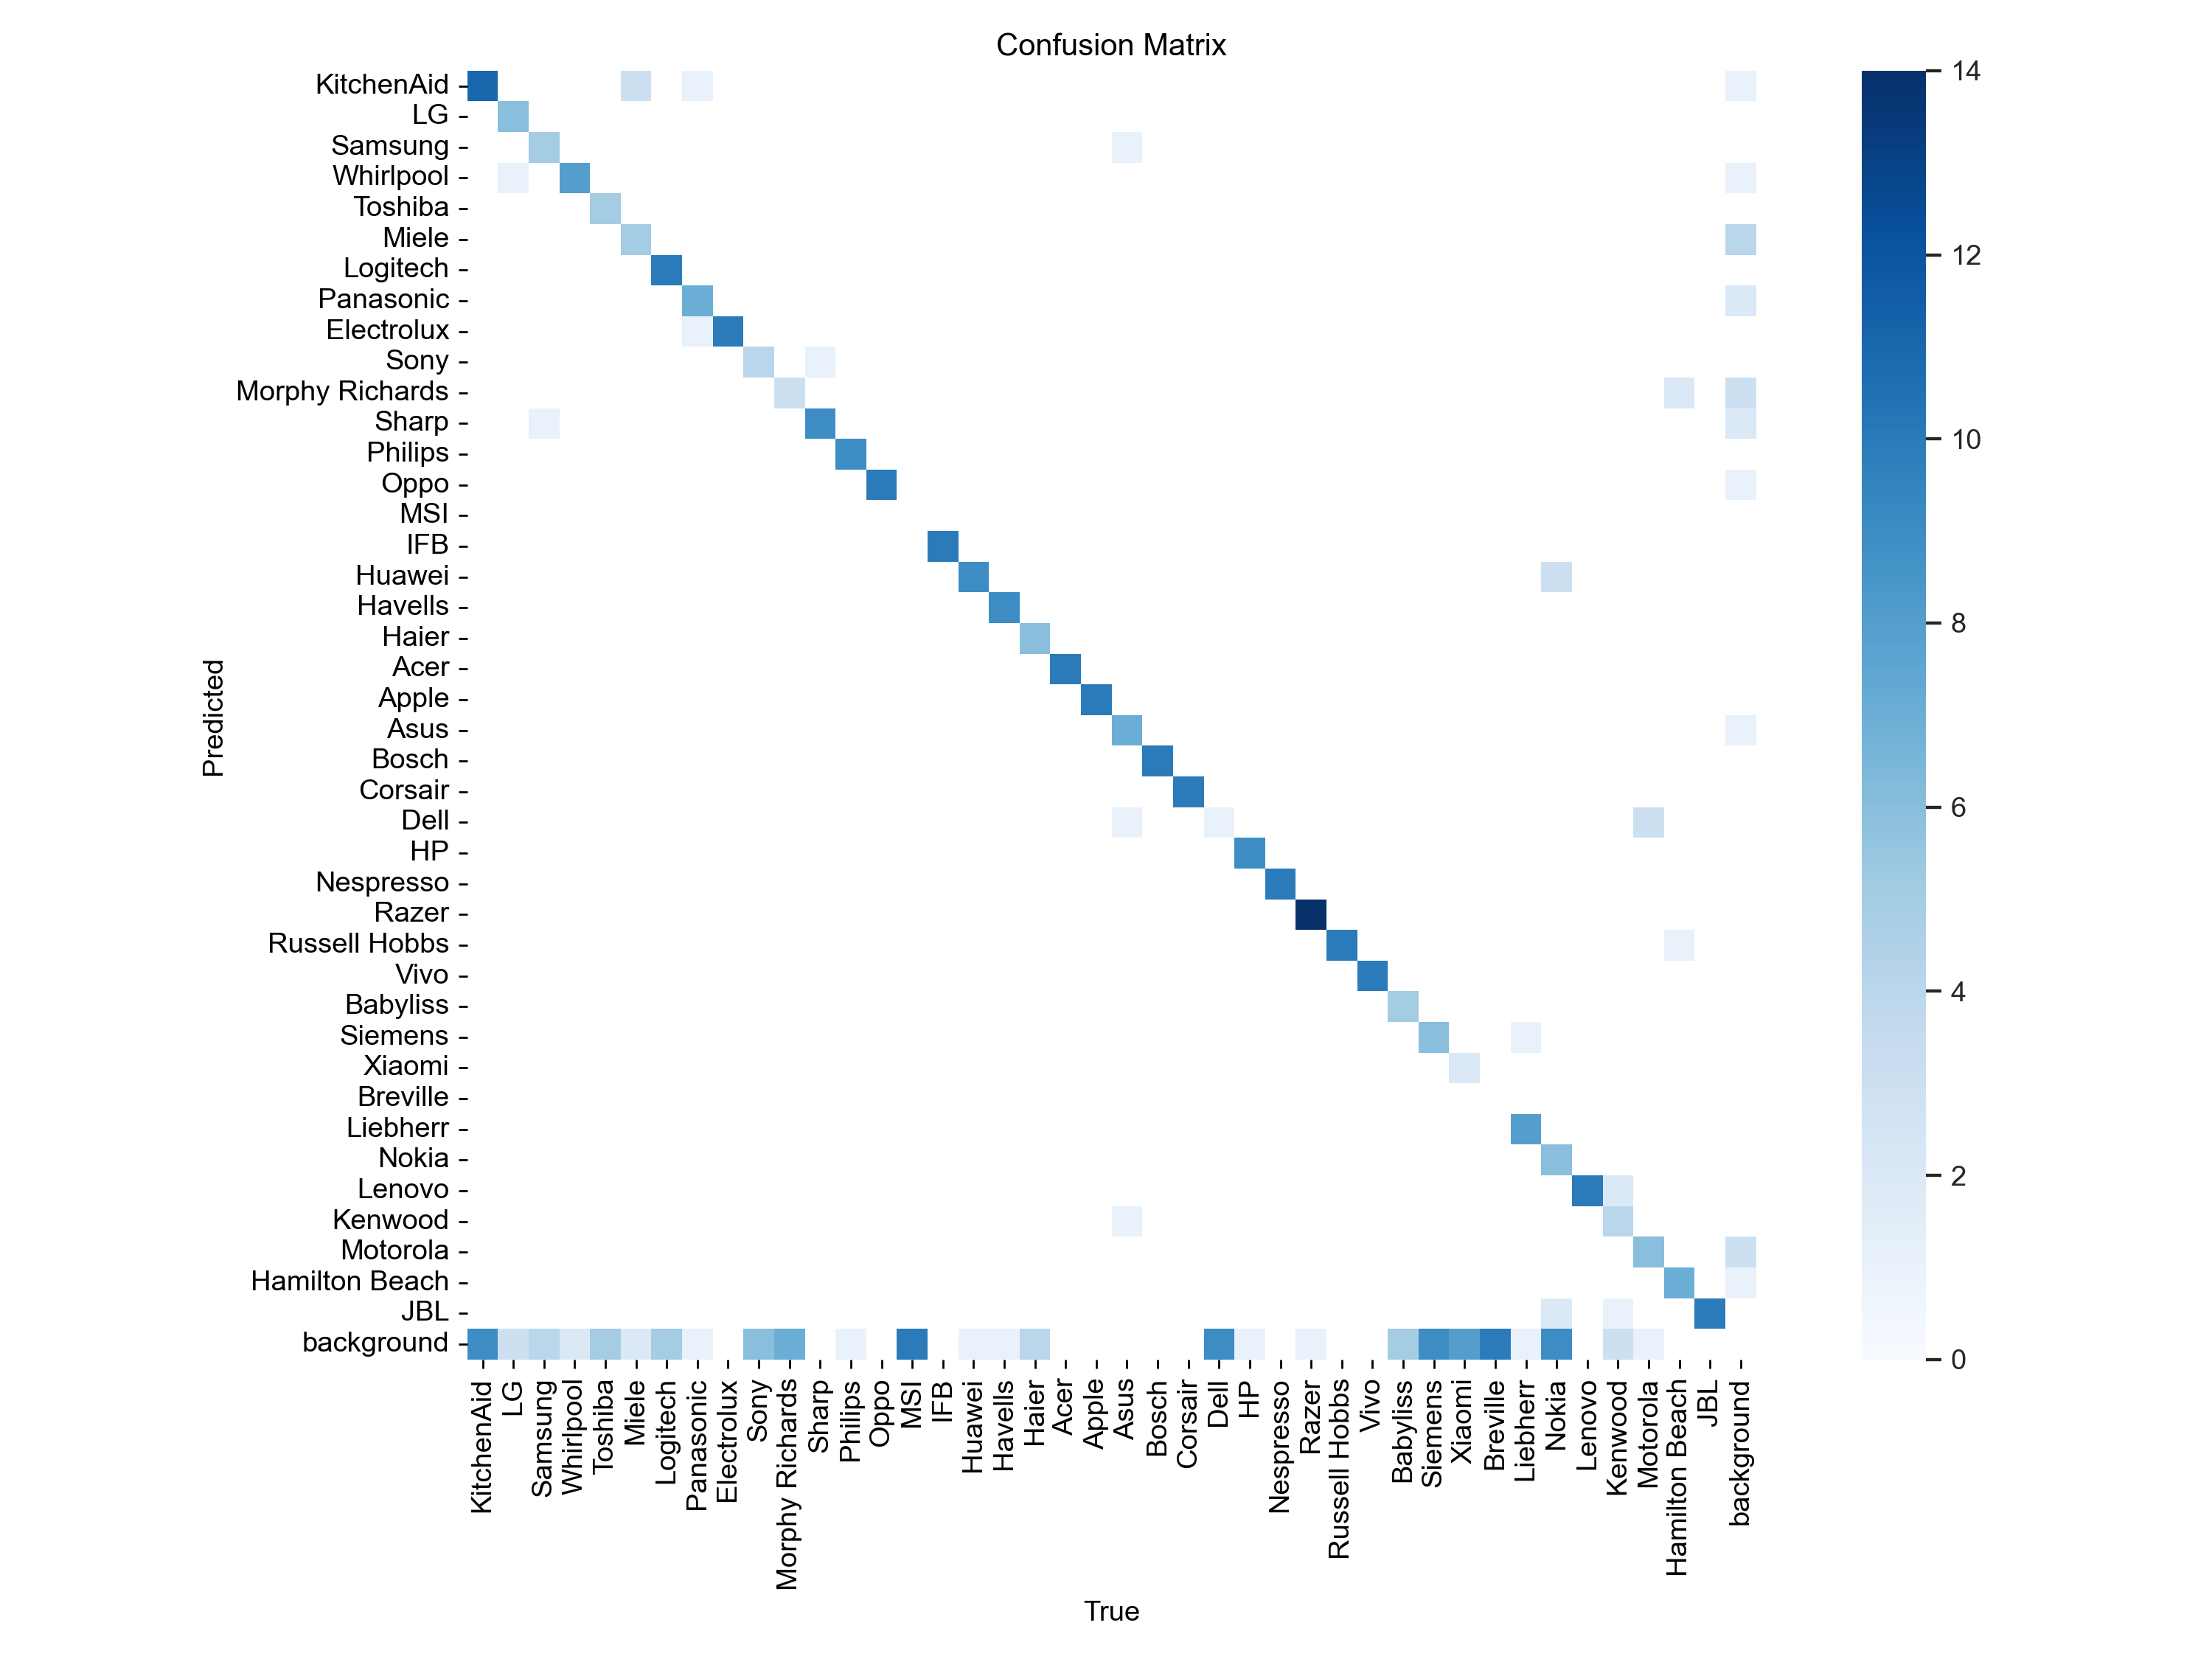 Confusion Matrix
KitchenAid
LG
Samsung
Whirlpool
Toshiba
Miele
Logitech
Panasonic
Electrolux
Sony
Morphy Richards
Sharp
Philips
Oppo
MSI
IFB
Huawei
Havells
Haier
Acer
Apple
Asus
Bosch
Corsair
Dell
HP
Nespresso
Razer
Russell Hobbs
Vivo
Babyliss
Siemens
Xiaomi
Breville
Liebherr
Nokia
Lenovo
Kenwood
Motorola
Hamilton Beach
JBL
background
Predicted
KitchenAid
LG
Samsung
Whirlpool
Toshiba
Miele
Logitech
Panasonic
Electrolux
Sony
Morphy Richards
Sharp
Philips
Oppo
MSI
IFB
Huawei
Havells
Haier
Acer
Apple
Asus
Bosch
Corsair
Dell
HP
Nespresso
Razer
Russell Hobbs
Vivo
Babyliss
Siemens
Xiaomi
Breville
Liebherr
Nokia
Lenovo
Kenwood
Motorola
Hamilton Beach
JBL
background
True
14
12
10
8
6
4
2
0